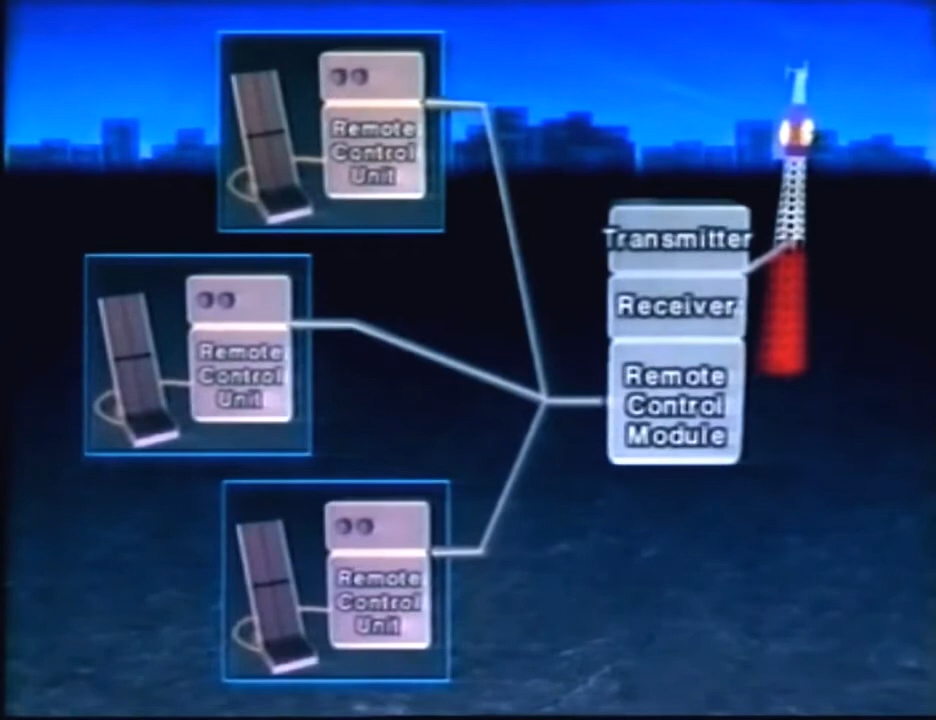 Remote
Control
Unit
Transmitter
Receiver
Remote
Control
Module
Remote
Control
Unit
Remote
Control
Unit